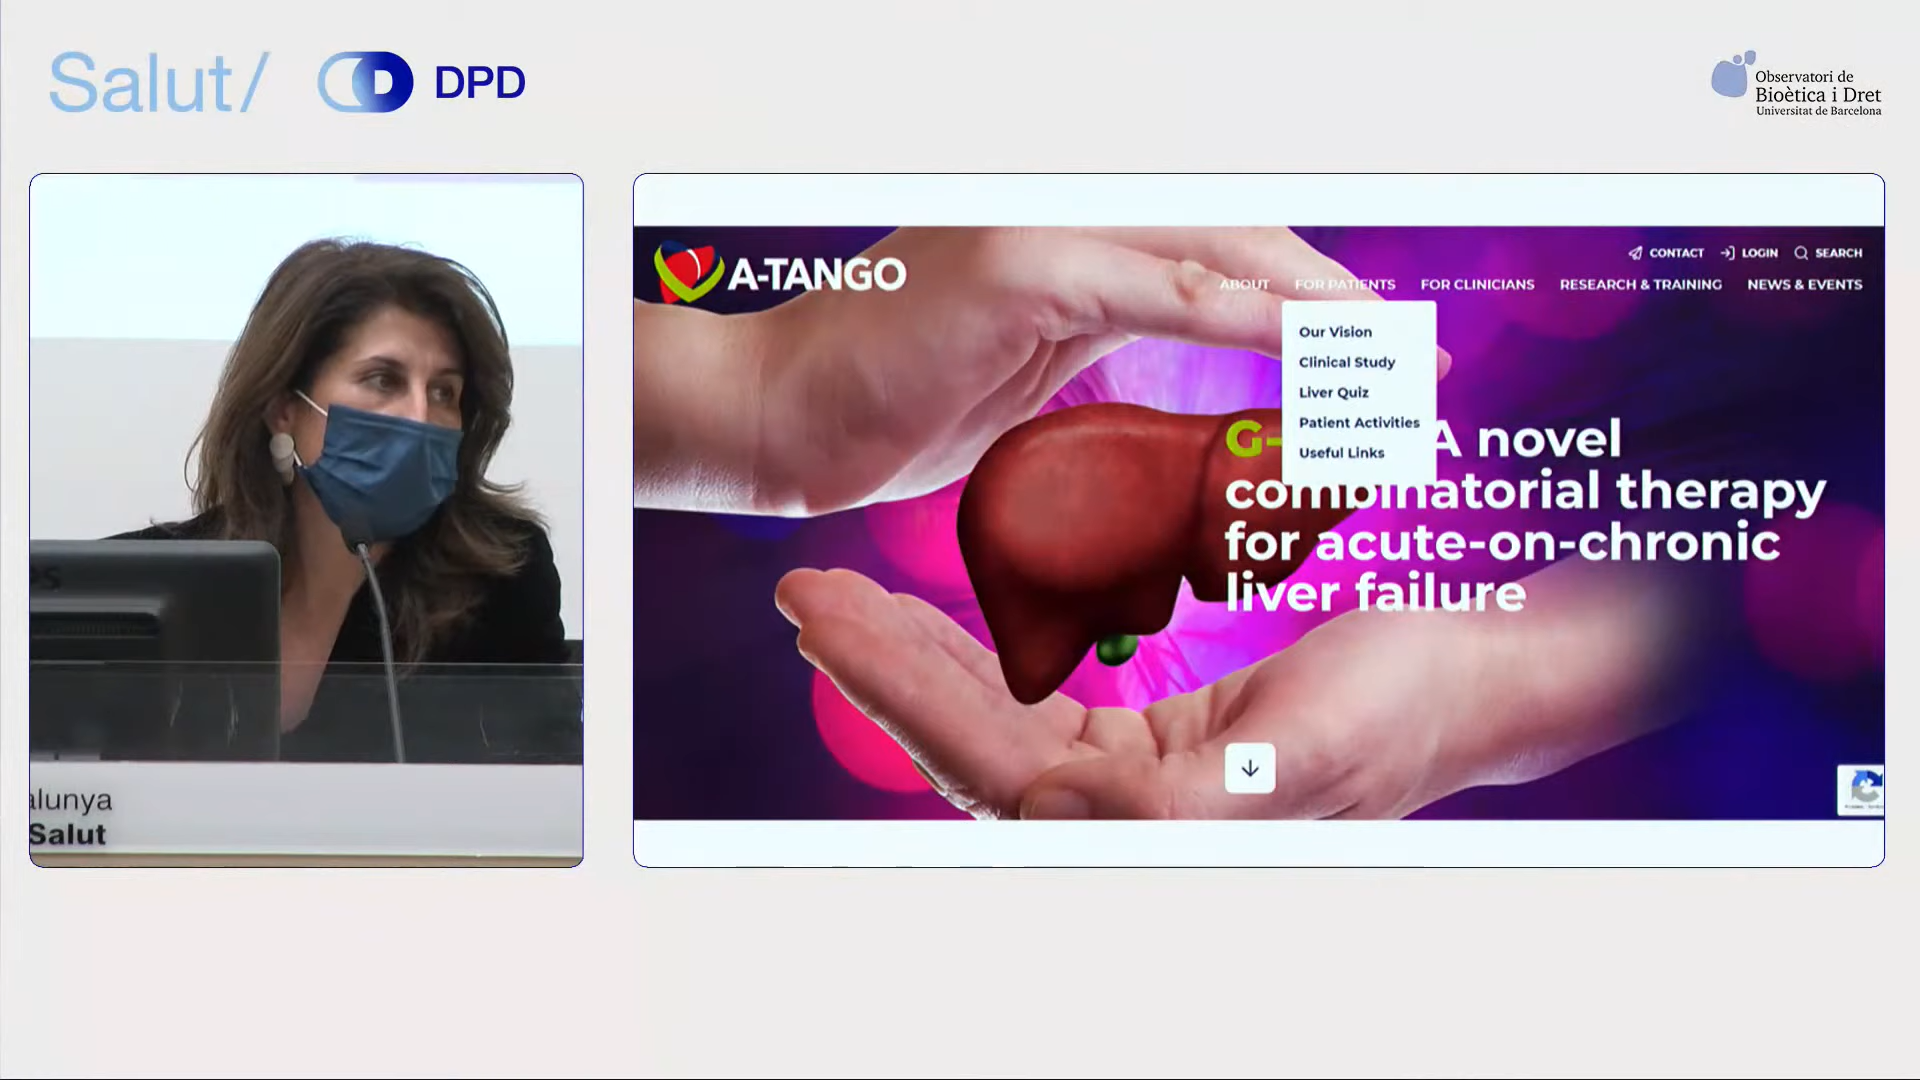 Salut/
D DPD
Observatori de
Bioètica i Dret
Universitat de Barcelona
alunya
Salut
A-TANGO
CONTACT LOGIN SEARCH
ABOUT FOR PATIENTS FOR CLINICIANS RESEARCH & TRAINING NEWS & EVENTS
Our Vision
Clinical Study
Liver Quiz
Patient Activities
Useful Links
G- A novel
combinatorial therapy
for acute-on-chronic
liver failure